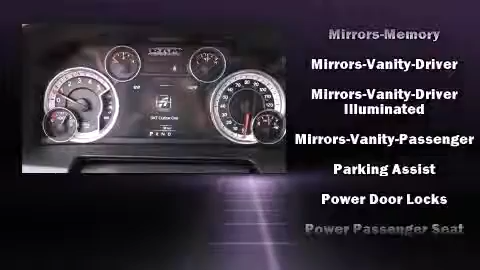 Mirrors-Memory
Mirrors-Vanity-Driver
Mirrors-Vanity-Driver
Illuminated
Mirrors-Vanity-Passenger
Parking Assist
Power Door Locks
Power Passenger Seat
RAM
P R N D